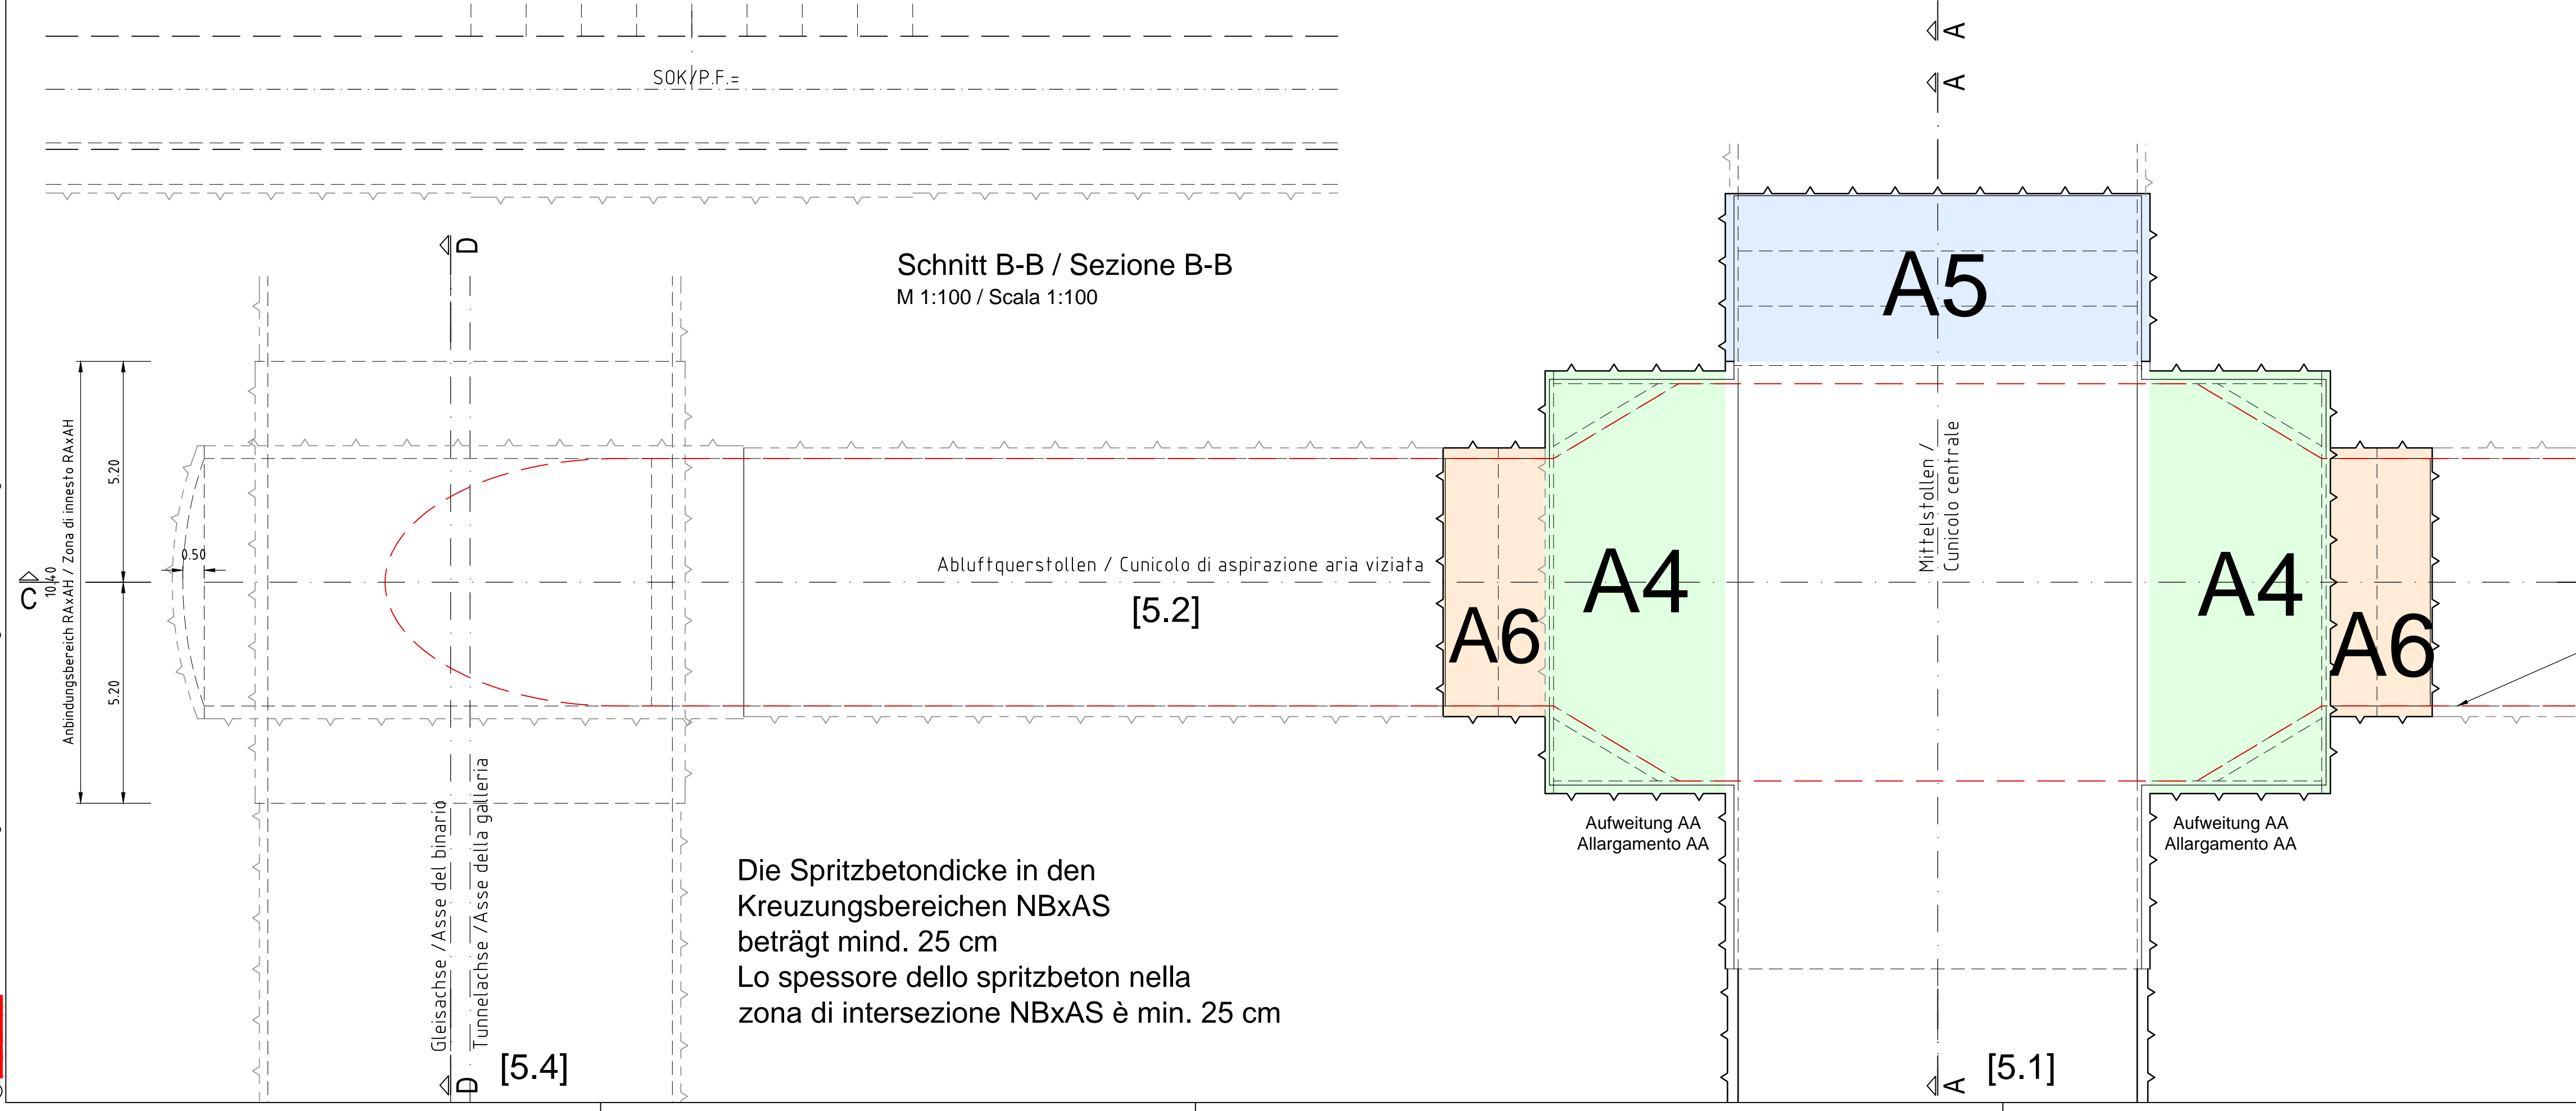 A
A
SOK/P.F.=
D
Schnitt B-B / Sezione B-B
M 1:100 / Scala 1:100
A5
5.20
5.20
10.40
Anbindungsbereich RAxAH / Zona di innesto RAxAH
0.50
C
Abluftquerstollen / Cunicolo di aspirazione aria viziata
[5.2]
A6
A4
Mittelstollen /
Cunicolo centrale
A4
A6
Aufweitung AA
Allargamento AA
Aufweitung AA
Allargamento AA
Gleisachse /Asse del binario
Tunnelachse /Asse della galleria
Die Spritzbetondicke in den
Kreuzungsbereichen NBxAS
beträgt mind. 25 cm
Lo spessore dello spritzbeton nella
zona di intersezione NBxAS è min. 25 cm
D
[5.4]
A
[5.1]